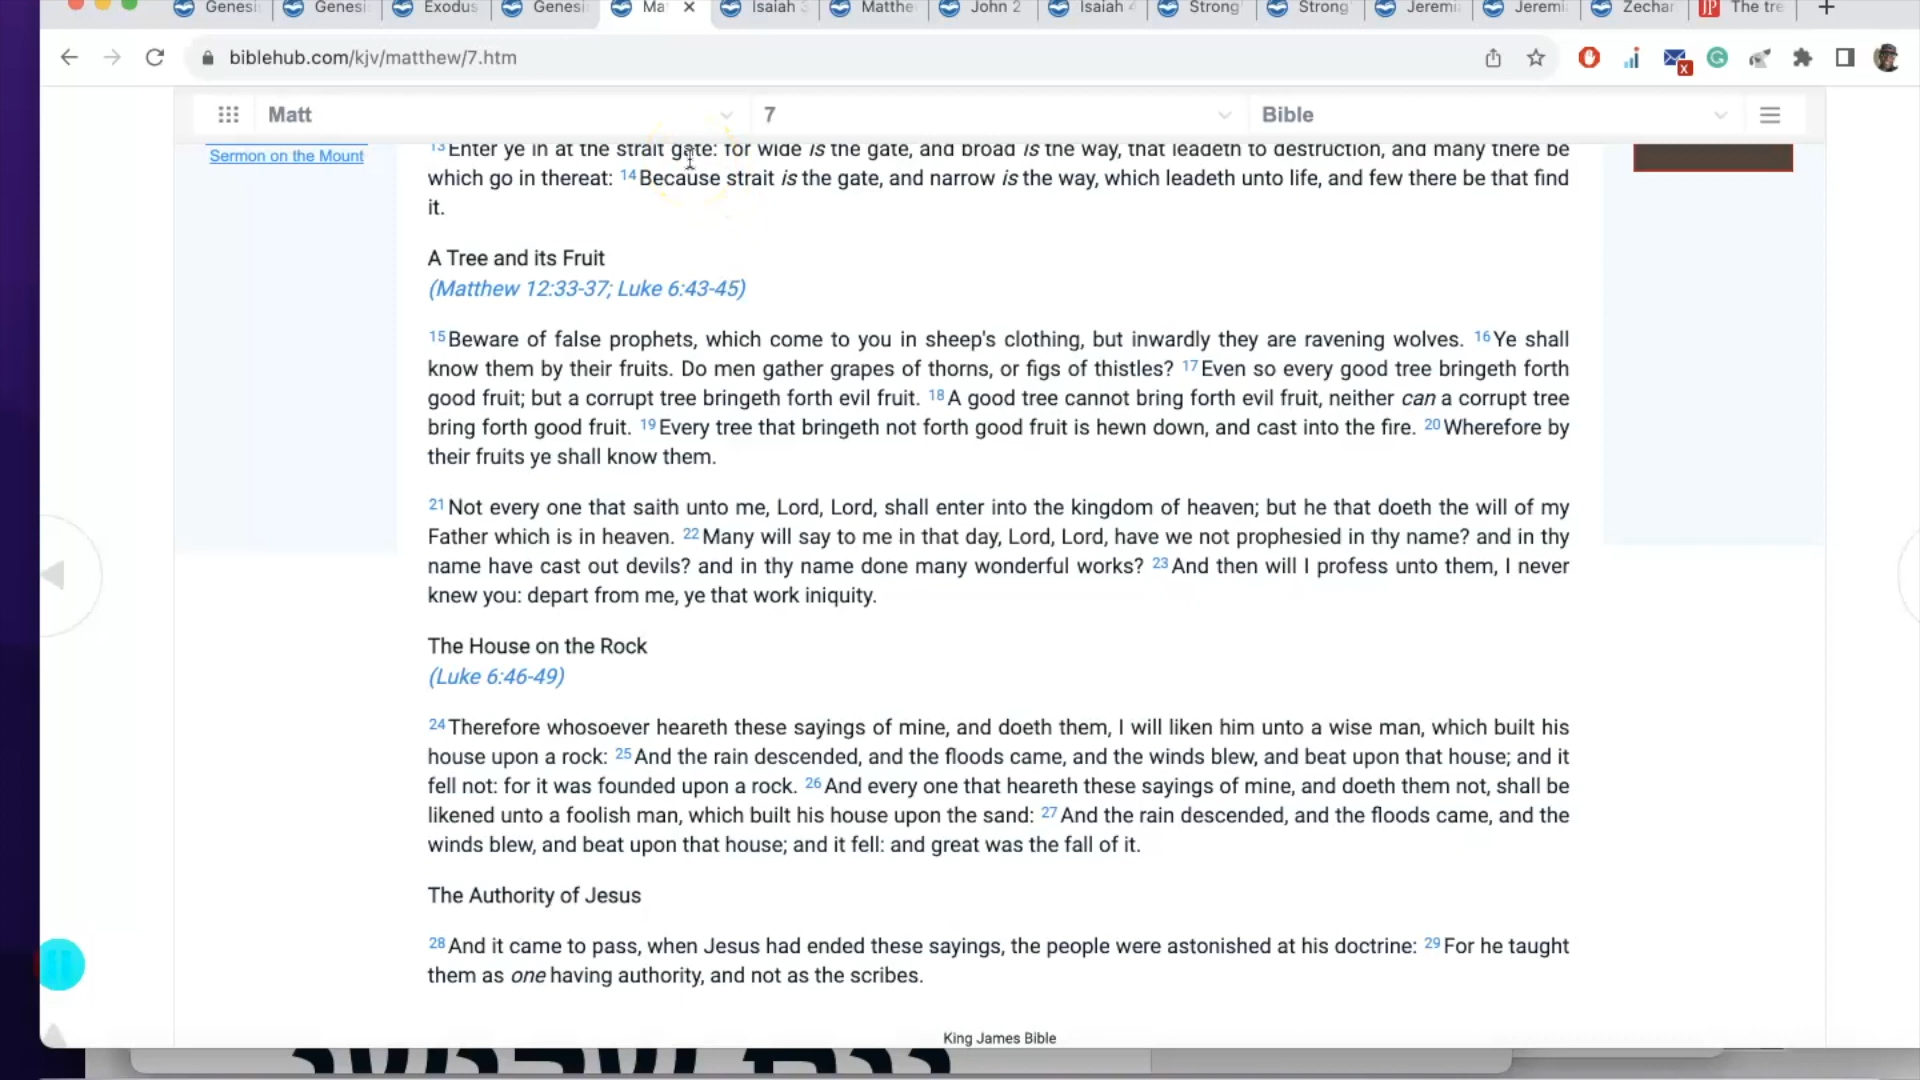 Genesi Genesi Exodus Genesi Ma Isaiah 3 Matthe John 2 Isaiah 4 Strong' Strong' Jeremi Jeremi Zechar JP The tre
biblehub.com/kjv/matthew/7.htm
Matt 7 Bible
Sermon on the Mount
13 Enter ye in at the strait gate: for wide is the gate, and broad is the way, that leadeth to destruction, and many there be
which go in thereat: 14 Because strait is the gate, and narrow is the way, which leadeth unto life, and few there be that find
it.
A Tree and its Fruit
(Matthew 12:33-37; Luke 6:43-45)
15 Beware of false prophets, which come to you in sheep's clothing, but inwardly they are ravening wolves. 16 Ye shall
know them by their fruits. Do men gather grapes of thorns, or figs of thistles? 17 Even so every good tree bringeth forth
good fruit; but a corrupt tree bringeth forth evil fruit. 18 A good tree cannot bring forth evil fruit, neither can a corrupt tree
bring forth good fruit. 19 Every tree that bringeth not forth good fruit is hewn down, and cast into the fire. 20 Wherefore by
their fruits ye shall know them.
21 Not every one that saith unto me, Lord, Lord, shall enter into the kingdom of heaven; but he that doeth the will of my
Father which is in heaven. 22 Many will say to me in that day, Lord, Lord, have we not prophesied in thy name? and in thy
name have cast out devils? and in thy name done many wonderful works? 23 And then will I profess unto them, I never
knew you: depart from me, ye that work iniquity.
The House on the Rock
(Luke 6:46-49)
24 Therefore whosoever heareth these sayings of mine, and doeth them, I will liken him unto a wise man, which built his
house upon a rock: 25 And the rain descended, and the floods came, and the winds blew, and beat upon that house; and it
fell not: for it was founded upon a rock. 26 And every one that heareth these sayings of mine, and doeth them not, shall be
likened unto a foolish man, which built his house upon the sand: 27 And the rain descended, and the floods came, and the
winds blew, and beat upon that house; and it fell: and great was the fall of it.
The Authority of Jesus
28 And it came to pass, when Jesus had ended these sayings, the people were astonished at his doctrine: 29 For he taught
them as one having authority, and not as the scribes.
King James Bible